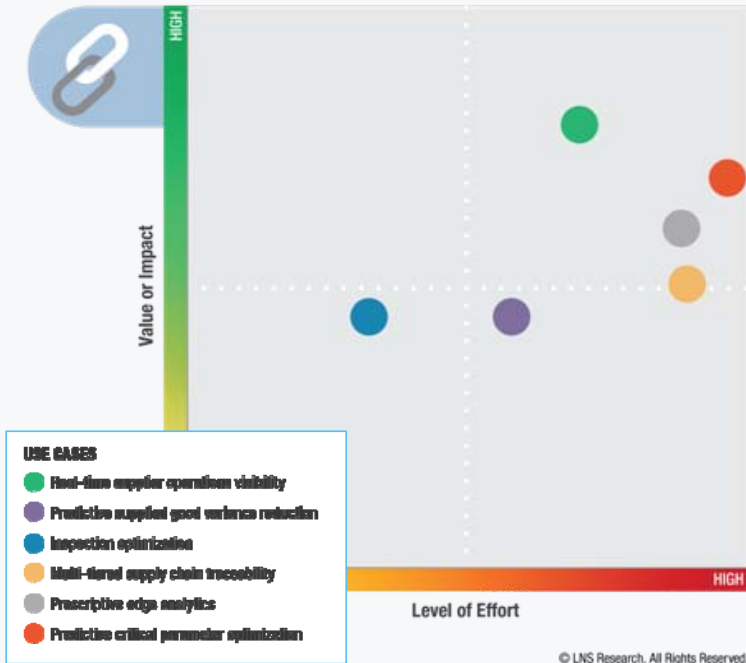 HIGH
Value or Impact
USE CASES
Real-time supplier operations visibility
Predictive supplied good variance reduction
Inspection optimization
Multi-tiered supply chain traceability
Prescriptive edge analytics
Predictive critical parameter optimization
HIGH
Level of Effort
© LNS Research. All Rights Reserved.